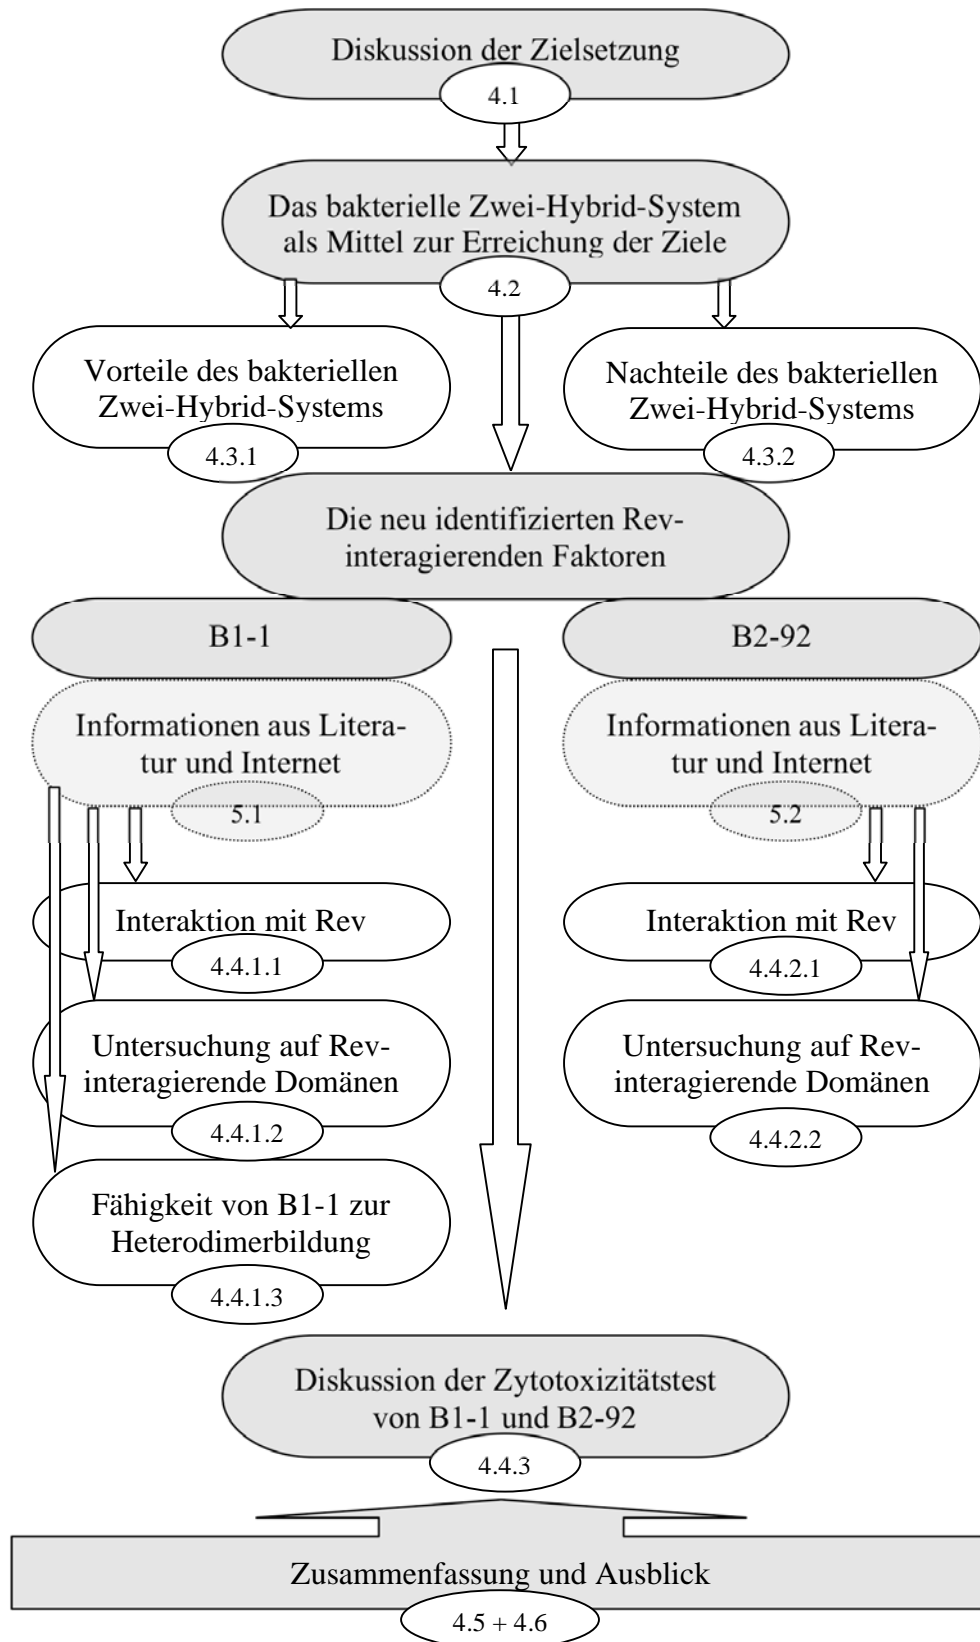 Diskussion der Zielsetzung
4.1
Das bakterielle Zwei-Hybrid-System
als Mittel zur Erreichung der Ziele
4.2
Vorteile des bakteriellen
Zwei-Hybrid-Systems
4.3.1
Nachteile des bakteriellen
Zwei-Hybrid-Systems
4.3.2
Die neu identifizierten Rev-
interagierenden Faktoren
B1-1
Informationen aus Litera-
tur und Internet
5.1
Interaktion mit Rev
4.4.1.1
Untersuchung auf Rev-
interagierende Domänen
4.4.1.2
Fähigkeit von B1-1 zur
Heterodimerbildung
4.4.1.3
B2-92
Informationen aus Litera-
tur und Internet
5.2
Interaktion mit Rev
4.4.2.1
Untersuchung auf Rev-
interagierende Domänen
4.4.2.2
Diskussion der Zytotoxizitätstest
von B1-1 und B2-92
4.4.3
Zusammenfassung und Ausblick
4.5 + 4.6